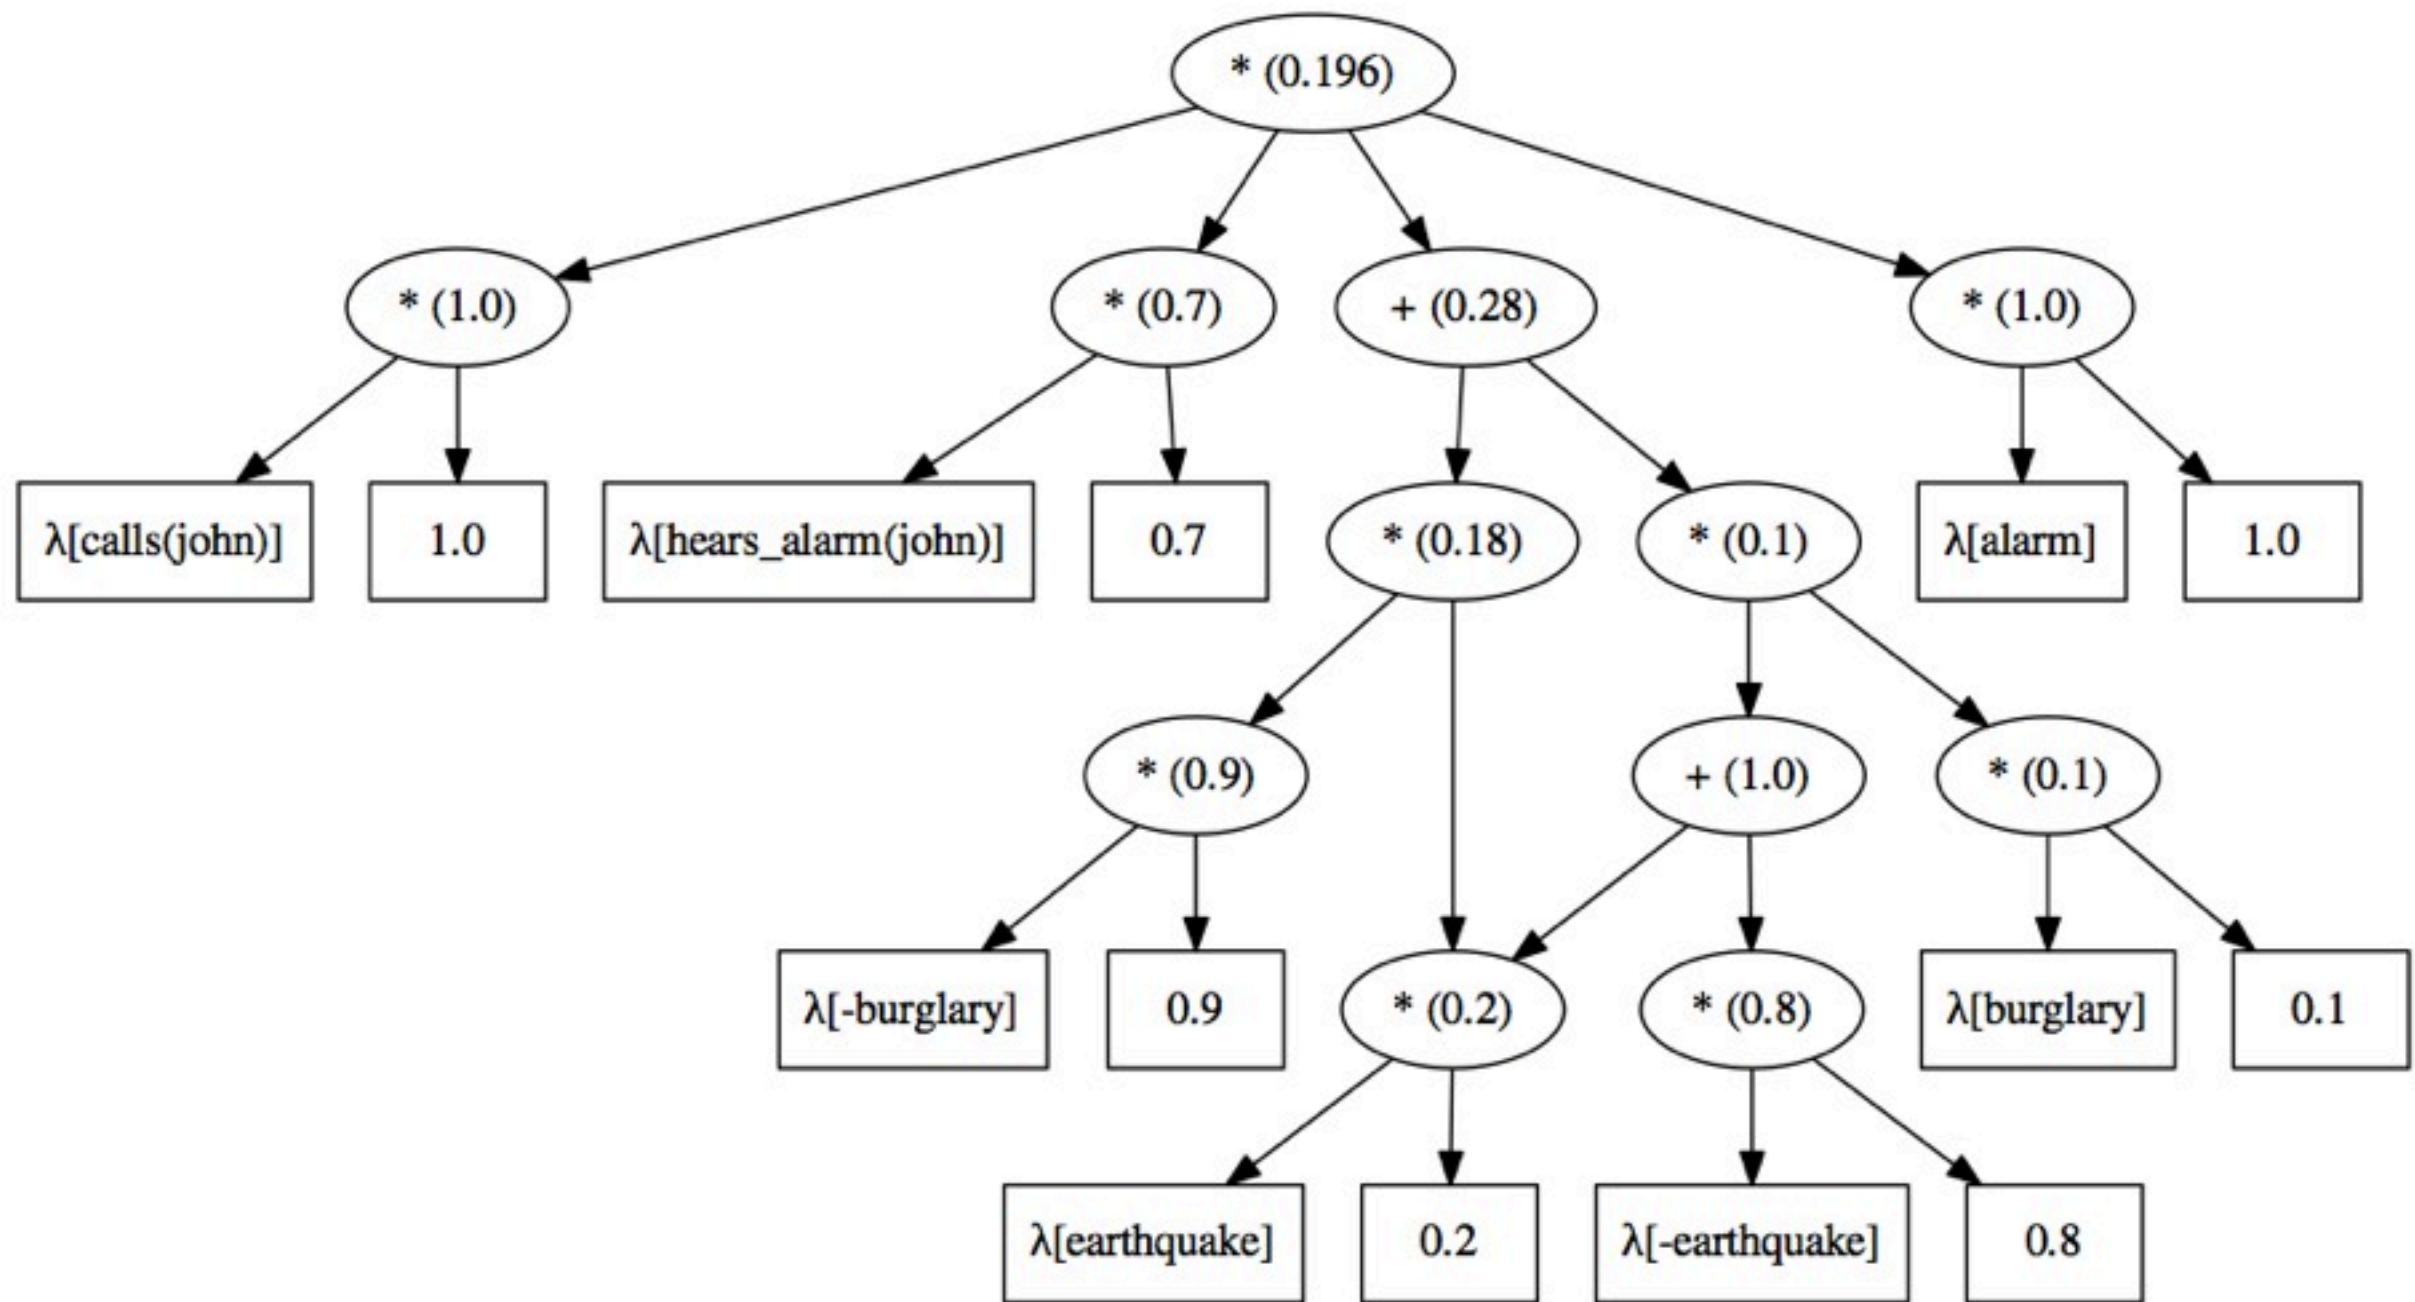 * (0.196)
* (1.0)
* (0.7)
+ (0.28)
* (1.0)
λ[calls(john)]
1.0
λ[hears_alarm(john)]
0.7
* (0.18)
* (0.1)
λ[alarm]
1.0
* (0.9)
+ (1.0)
* (0.1)
λ[-burglary]
0.9
* (0.2)
* (0.8)
λ[burglary]
0.1
λ[earthquake]
0.2
λ[-earthquake]
0.8